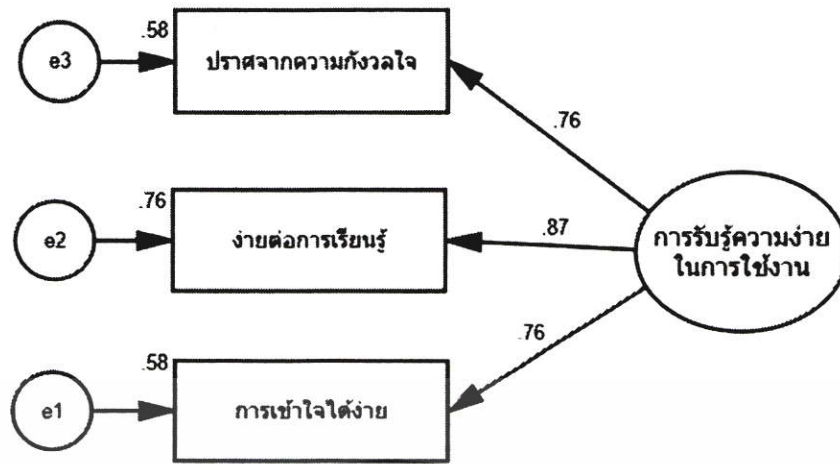 .58
e3
ปราศจากความกังวลใจ
.76
.76
e2
ง่ายต่อการเรียนรู้
.87
การรับรู้ความง่าย
ในการใช้งาน
.76
.58
e1
การเข้าใจได้ง่าย